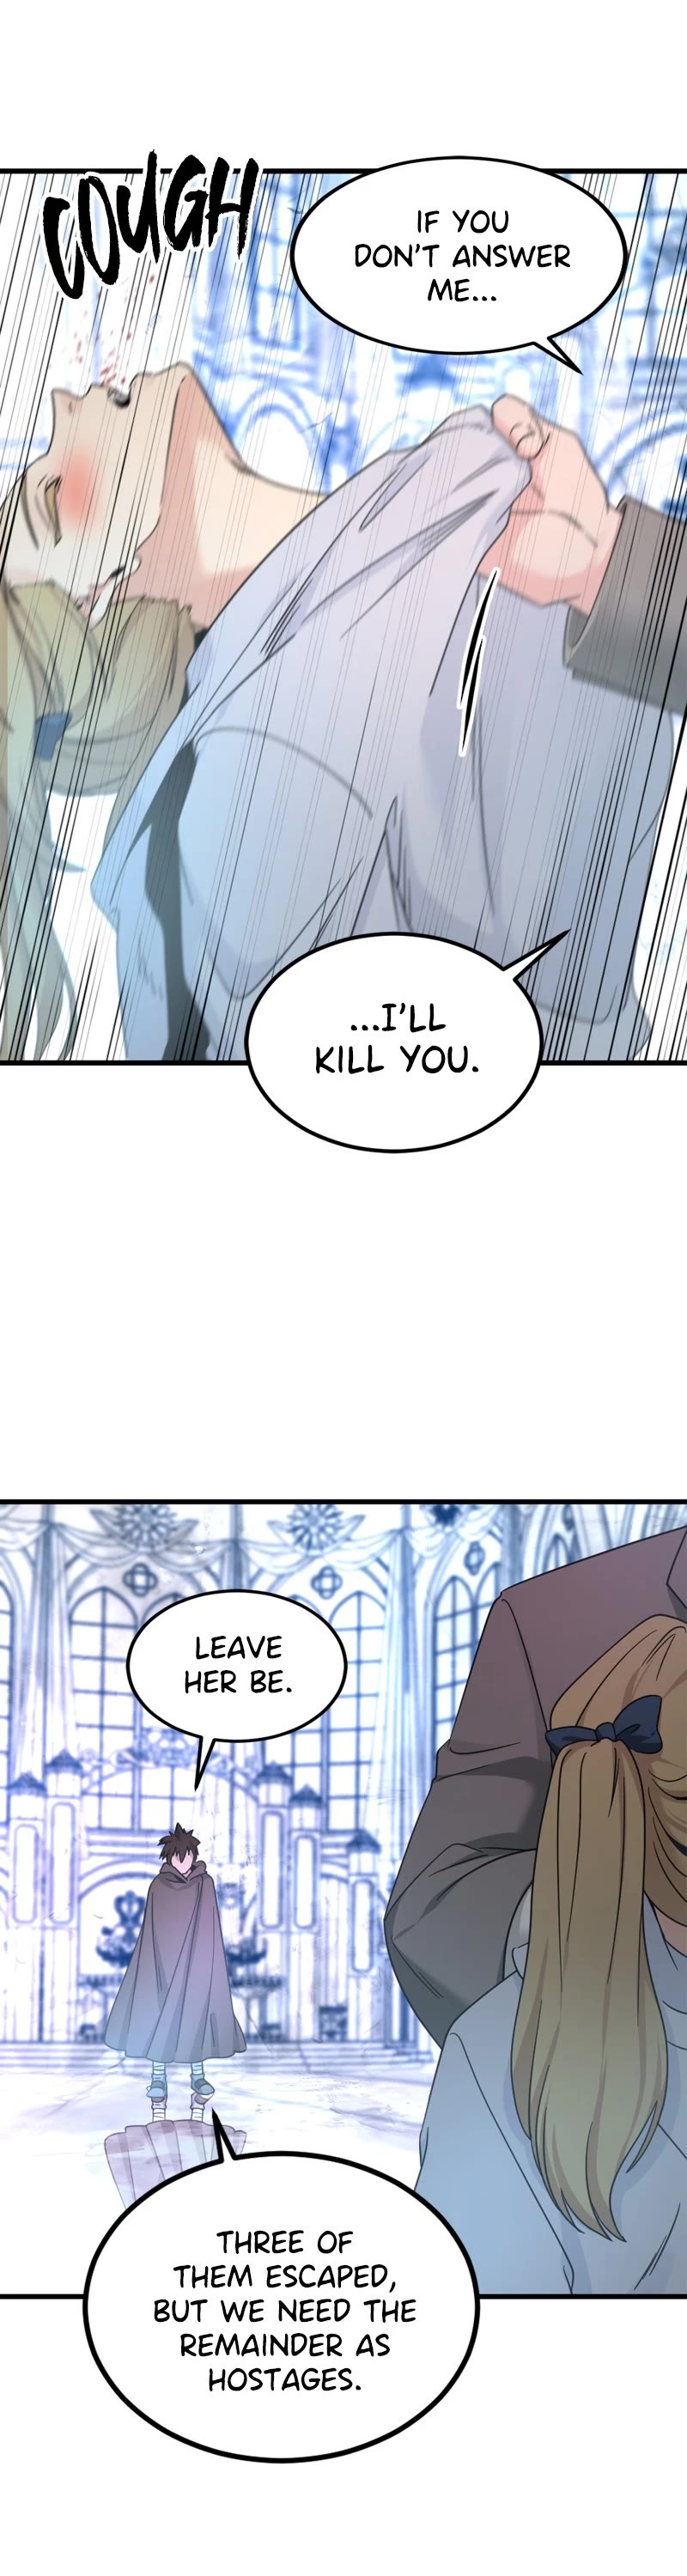 COUGH
IF YOU
DON'T ANSWER
ME...
...I'LL
KILL YOU.
LEAVE
HER BE.
THREE OF
THEM ESCAPED,
BUT WE NEED THE
REMAINDER AS
HOSTAGES.